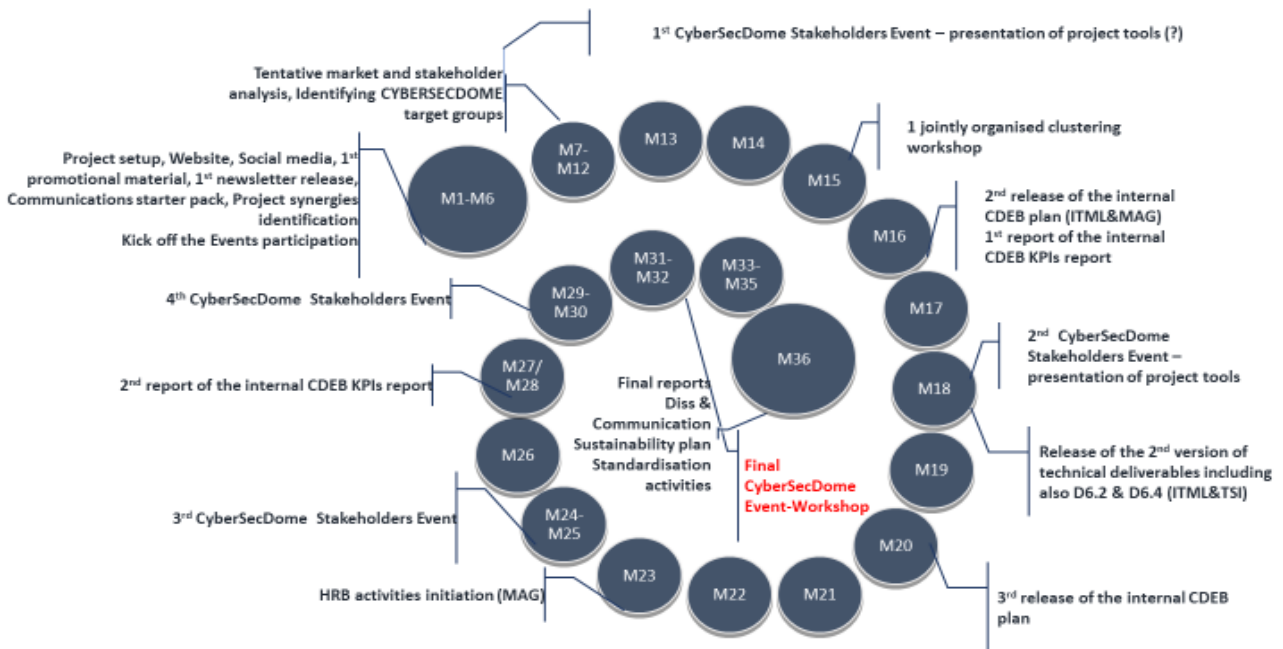 1st CyberSecDome Stakeholders Event – presentation of project tools (?)
Tentative market and stakeholder
analysis, Identifying CYBERSECDOME
target groups
Project setup, Website, Social media, 1st
promotional material, 1st newsletter release,
Communications starter pack, Project synergies
identification
Kick off the Events participation
M1-M6
M7-
M12
M13
M14
M15
1 jointly organised clustering
workshop
M16
2nd release of the internal
CDEB plan (ITML&MAG)
1st report of the internal
CDEB KPIs report
M17
M18
2nd CyberSecDome
Stakeholders Event –
presentation of project tools
Release of the 2nd version of
technical deliverables including
also D6.2 & D6.4 (ITML&TSI)
M19
M20
3rd release of the internal CDEB
plan
M21
M22
M23
HRB activities initiation (MAG)
M24-
M25
3rd CyberSecDome Stakeholders Event
M26
M27/
M28
2nd report of the internal CDEB KPIs report
M29-
M30
4th CyberSecDome Stakeholders Event
M31-
M32
Final
CyberSecDome
Event-Workshop
M33-
M35
M36
Final reports
Diss &
Communication
Sustainability plan
Standardisation
activities